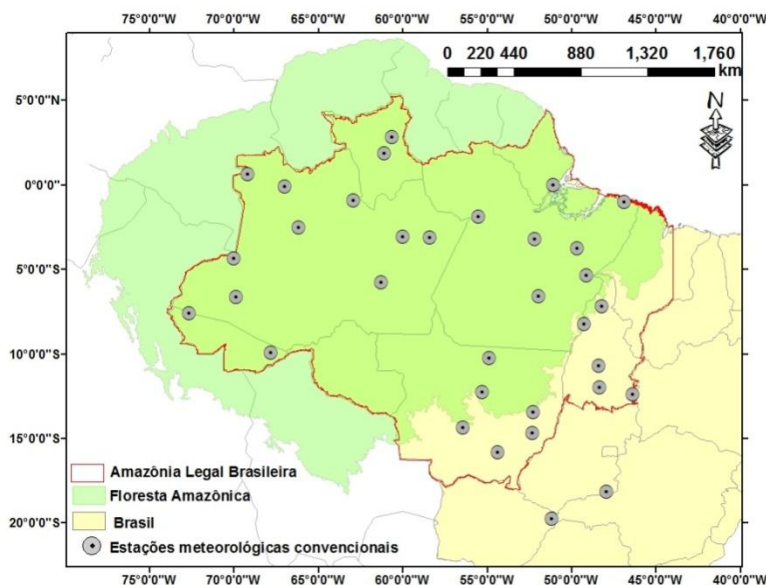 75°0'0"W 70°0'0"W 65°0'0"W 60°0'0"W 55°0'0"W 50°0'0"W 45°0'0"W 40°0'0"W
0 220 440 880 1,320 1,760
km
N
5°0'0"N
0°0'0"N
5°0'0"S
10°0'0"S
15°0'0"S
20°0'0"S
Amazônia Legal Brasileira
Floresta Amazônica
Brasil
Estações meteorológicas convencionais
75°0'0"W 70°0'0"W 65°0'0"W 60°0'0"W 55°0'0"W 50°0'0"W 45°0'0"W 40°0'0"W